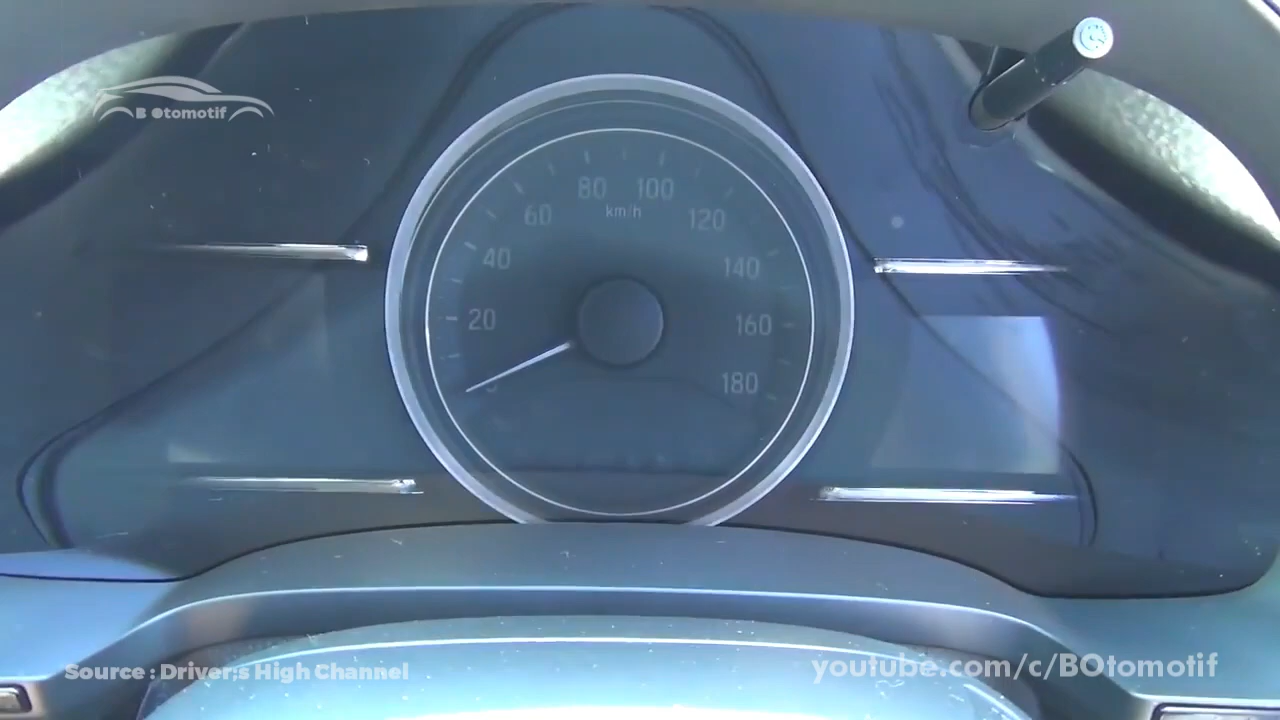 B Otomotif
80 100
km/h
60 120
40 140
20 160
180
Source : Driver;s High Channel
youtube.com/c/BOtomotif